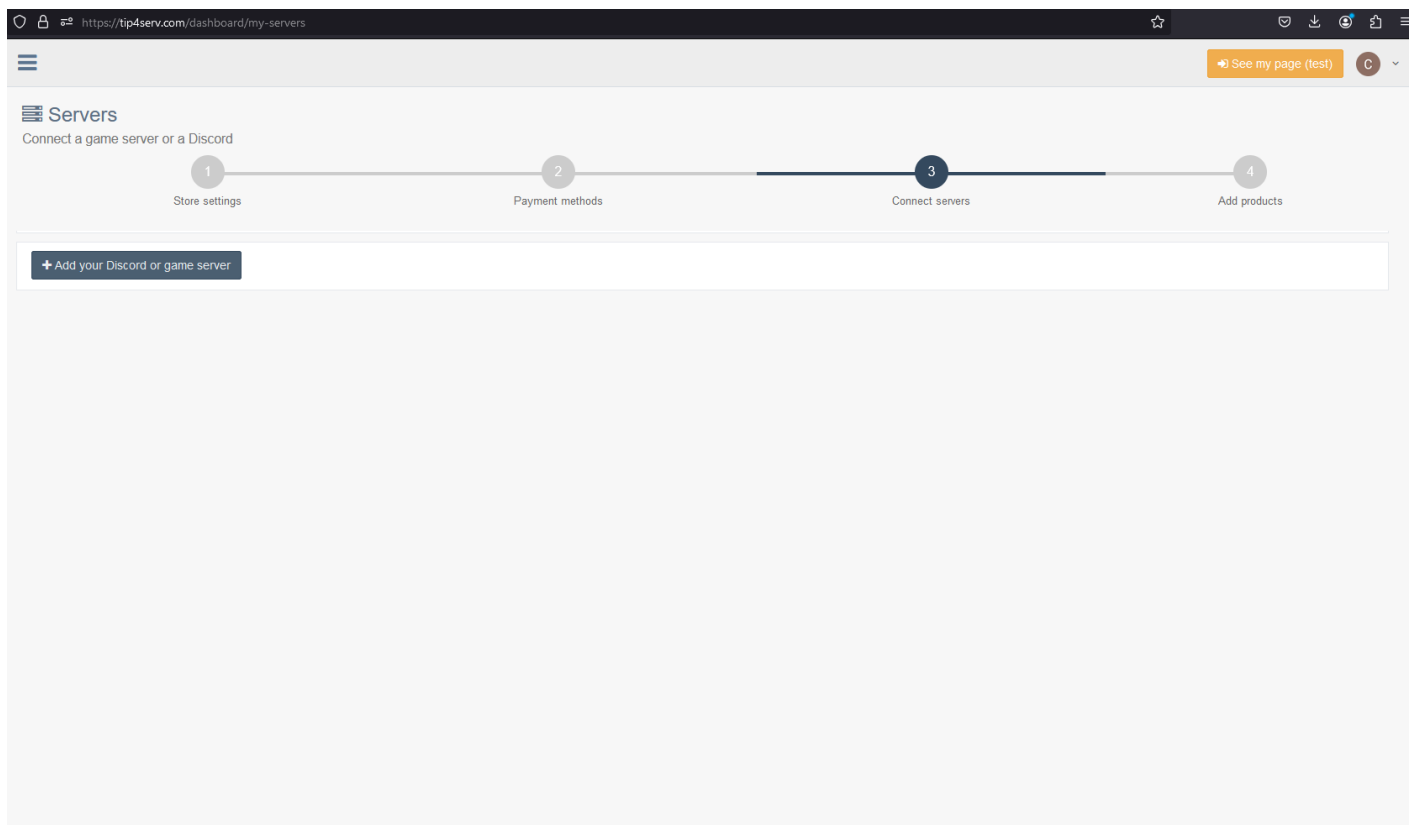 https://tip4serv.com/dashboard/my-servers
See my page (test)
C
Servers
Connect a game server or a Discord
1
2
3
4
Store settings
Payment methods
Connect servers
Add products
+ Add your Discord or game server